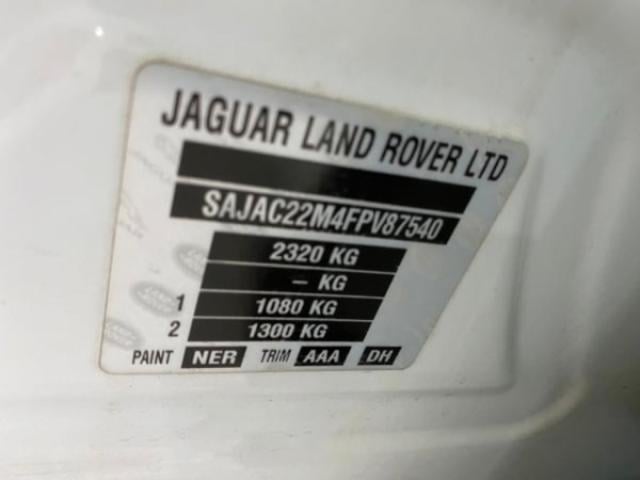 JAGUAR LAND ROVER LTD
SAJAC22M4FPV87540
2320 KG
– KG
1 1080 KG
2 1300 KG
PAINT NER TRIM AAA DH